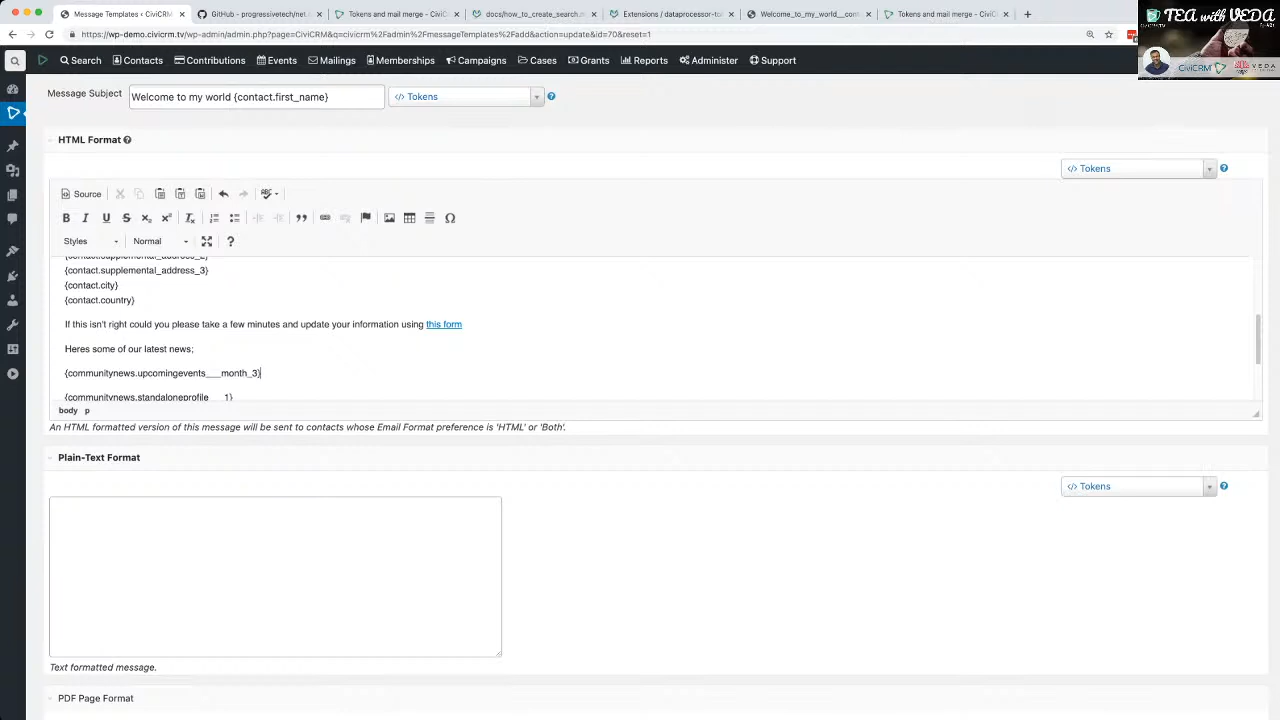 Message Templates ‹ CiviCRM
GitHub - progressivetech/net.
Tokens and mail merge - CiviC
docs/how_to_create_search.m
Extensions / dataprocessor-to
Welcome_to_my_world__con
Tokens and mail merge - CiviC
https://wp-demo.civicrm.tv/wp-admin/admin.php?page=CiviCRM&q=civicrm%2Fadmin%2FmessageTemplates%2Fadd&action=update&id=70&reset=1
TEA with VEDA
CiviCRM
VEDA
Search
Contacts
Contributions
Events
Mailings
Memberships
Campaigns
Cases
Grants
Reports
Administer
Support
Message Subject
Welcome to my world {contact.first_name}
</> Tokens
HTML Format
</> Tokens
Source
Styles
Normal
{contact.supplemental_address_2}
{contact.supplemental_address_3}
{contact.city}
{contact.country}
If this isn't right could you please take a few minutes and update your information using this form
Heres some of our latest news;
{communitynews.upcomingevents___month_3}
{communitynews.standaloneprofile___1}
body p
An HTML formatted version of this message will be sent to contacts whose Email Format preference is 'HTML' or 'Both'.
Plain-Text Format
</> Tokens
Text formatted message.
PDF Page Format